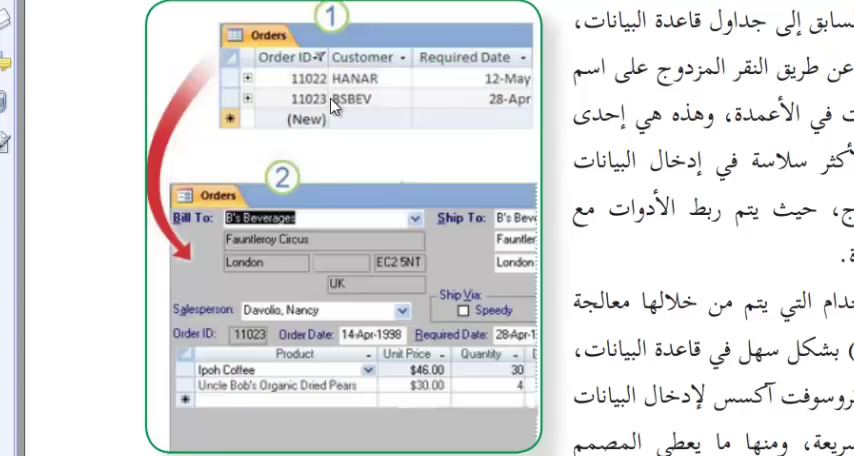 السابق إلى جداول قاعدة البيانات،
عن طريق النقر المزدوج على اسم
في الأعمدة، وهذه هي إحدى
أكثر سلاسة في إدخال البيانات
حيث يتم ربط الأدوات مع
التي يتم من خلالها معالجة
) بشكل سهل في قاعدة البيانات،
آكسس لإدخال البيانات
ومنها ما يعطي المصمم
1
Orders
Order ID Customer Required Date
11022 HANAR 12-May
11023 BSBEV 28-Apr
(New)
2
Orders
Bill To: B's Beverages Ship To: B's Bev
Fauntleroy Circus Fauntler
London EC2 5NT London
UK
Ship Via:
Salesperson: Davolio, Nancy Speedy
Order ID: 11023 Order Date: 14-Apr-1998 Required Date: 28-Apr-1
Product Unit Price Quantity
Ipoh Coffee $46.00 30
Uncle Bob's Organic Dried Pears $30.00 4